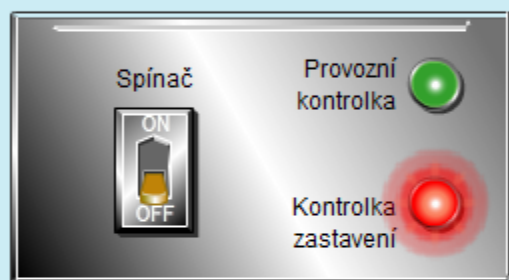 Spínač
ON
OFF
Provozní
kontrolka
Kontrolka
zastavení